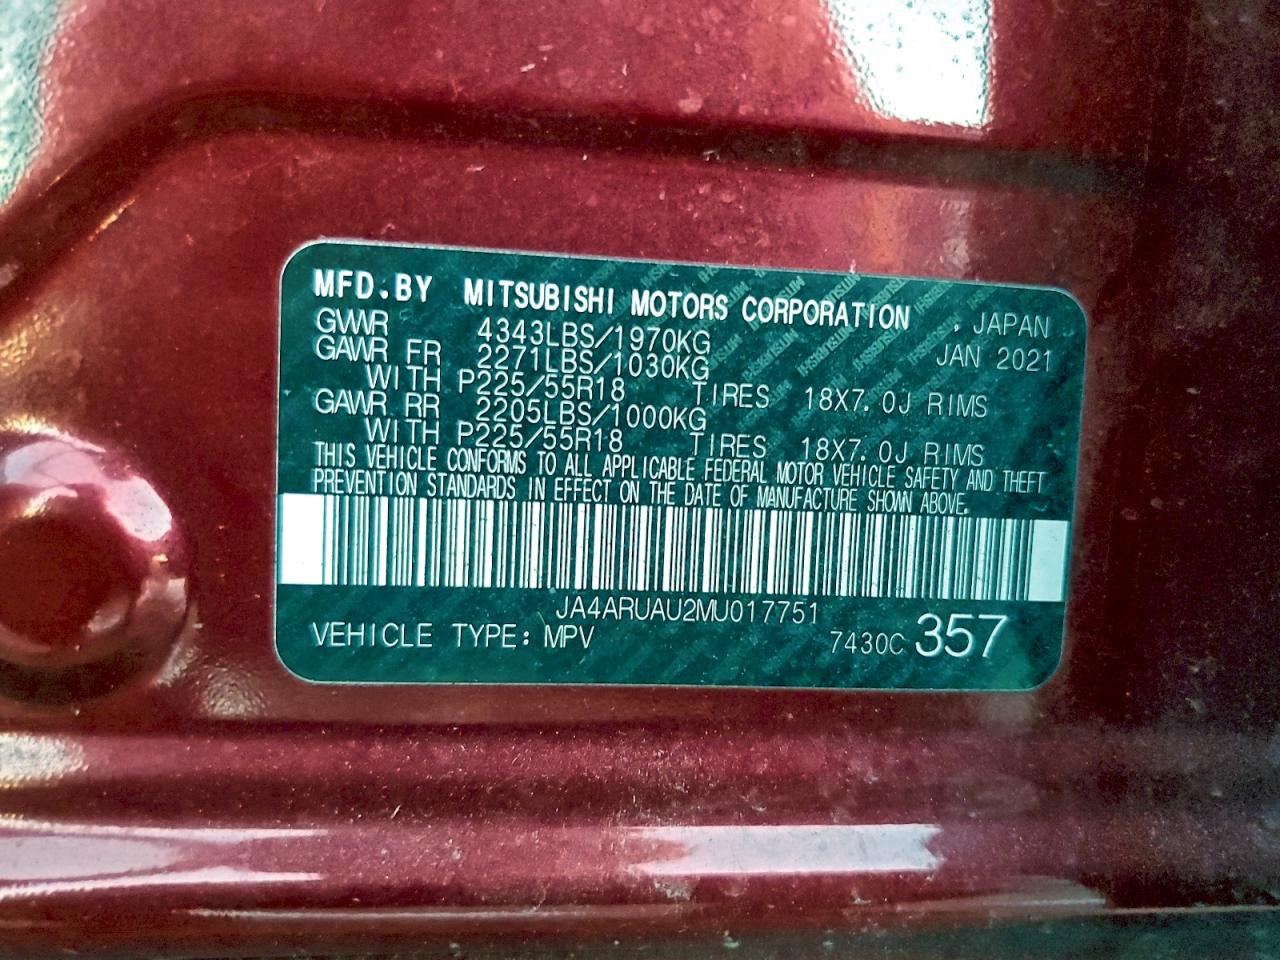 MFD.BY MITSUBISHI MOTORS CORPORATION . JAPAN
GVWR 4343LBS/1970KG JAN 2021
GAWR FR 2271LBS/1030KG
WITH P225/55R18 TIRES 18X7.0J RIMS
GAWR RR 2205LBS/1000KG
WITH P225/55R18 TIRES 18X7.0J RIMS
THIS VEHICLE CONFORMS TO ALL APPLICABLE FEDERAL MOTOR VEHICLE SAFETY AND THEFT
PREVENTION STANDARDS IN EFFECT ON THE DATE OF MANUFACTURE SHOWN ABOVE.
JA4ARUAU2MU017751
VEHICLE TYPE: MPV 7430C 357